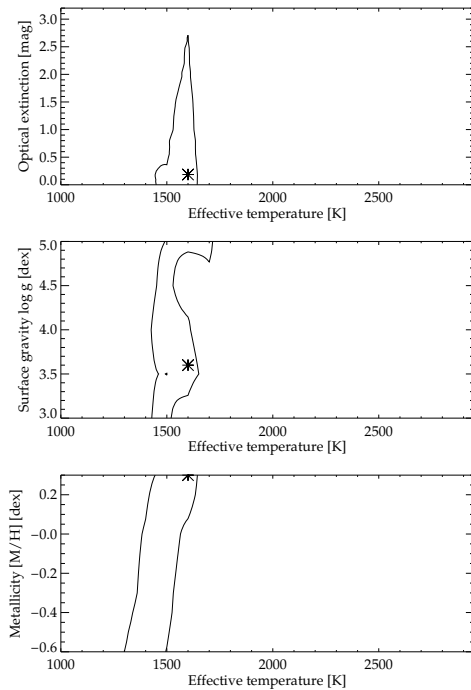 3.0
2.5
2.0
1.5
1.0
0.5
0.0
Optical extinction [mag]
1000 1500 2000 2500
Effective temperature [K]
5.0
4.5
4.0
3.5
3.0
Surface gravity log g [dex]
1000 1500 2000 2500
Effective temperature [K]
0.2
−0.0
−0.2
−0.4
−0.6
Metallicity [M/H] [dex]
1000 1500 2000 2500
Effective temperature [K]